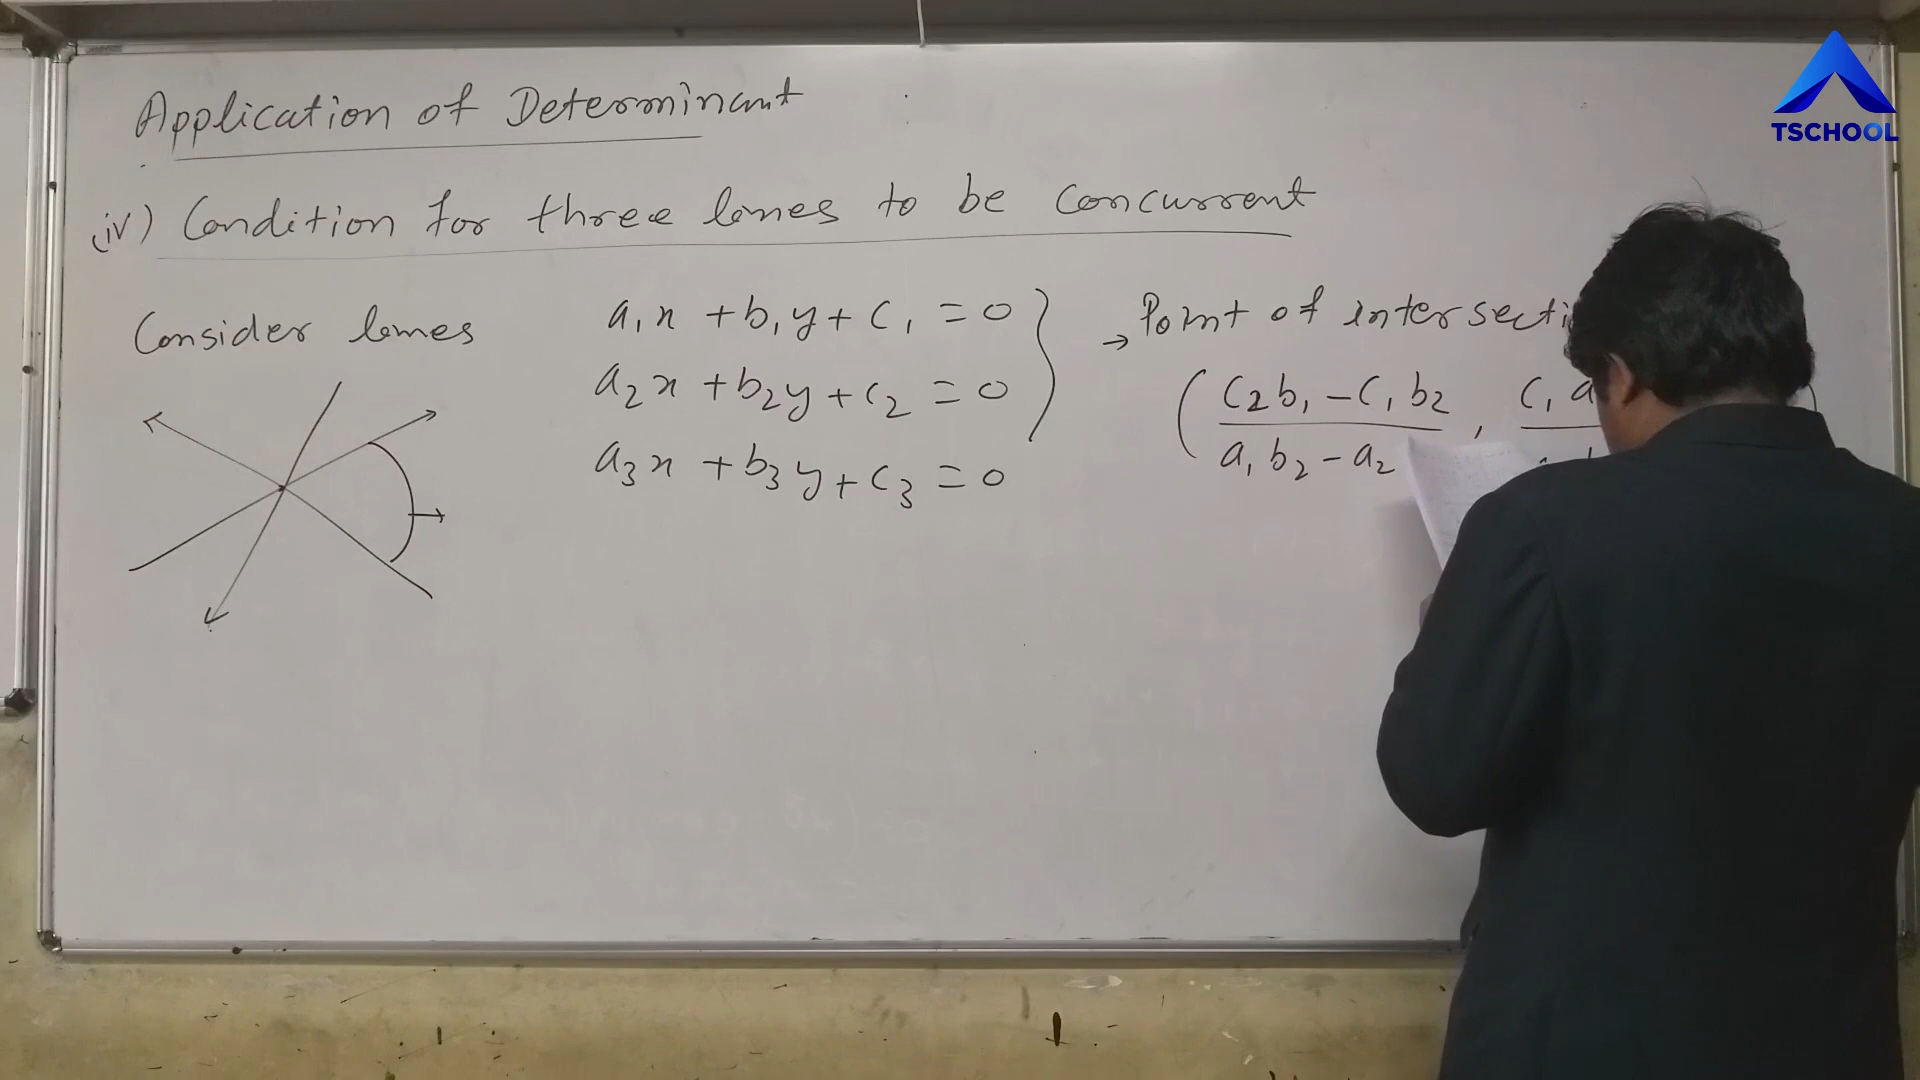 Application of Determinant
TSCHOOL
(iv) Condition for three lines to be concurrent
Consider lines
a₁x + b₁y + c₁ = 0
a₂x + b₂y + c₂ = 0
a₃x + b₃y + c₃ = 0
→ Point of
( c₂b₁ - c₁b₂ , c₁
a₁b₂ - a₂